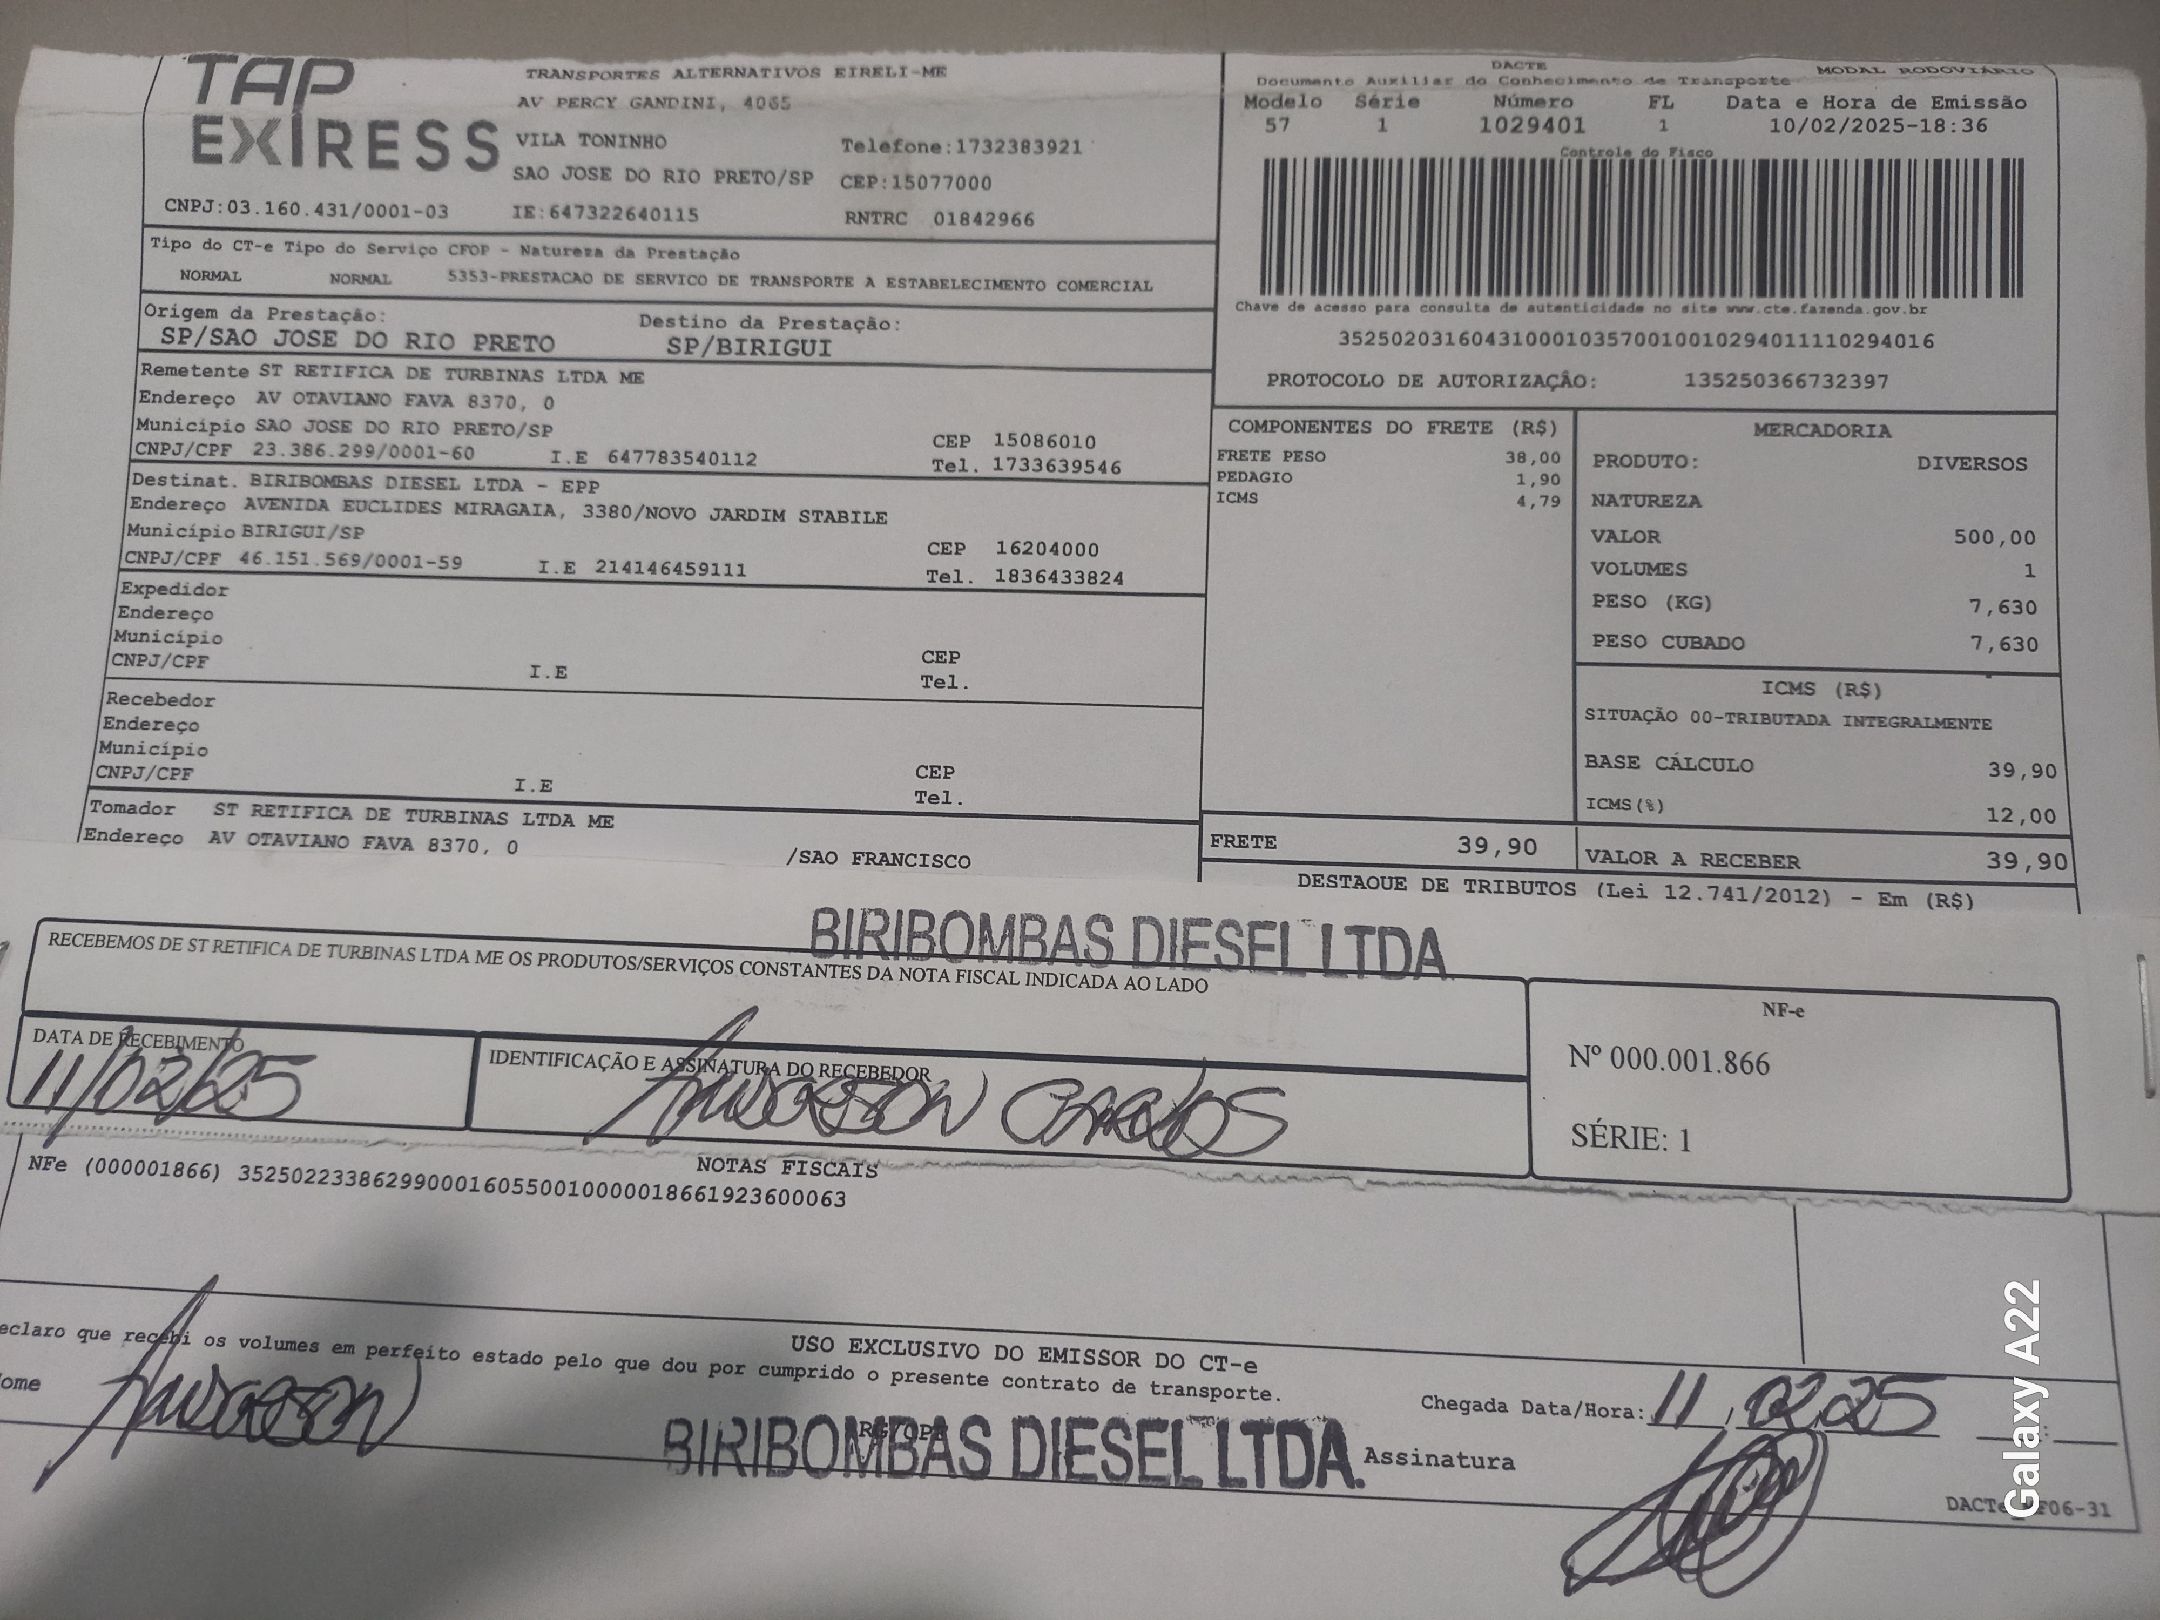 TAP
EXPRESS
TRANSPORTES ALTERNATIVOS EIRELI-ME
AV PERCY GANDINI, 4065
VILA TONINHO
Telefone:1732383921
SAO JOSE DO RIO PRETO/SP CEP:15077000
CNPJ:03.160.431/0001-03 IE:647322640115 RNTRC 01842966
Tipo do CT-e Tipo do Serviço CFOP - Natureza da Prestação
NORMAL NORMAL 5353-PRESTACAO DE SERVICO DE TRANSPORTE A ESTABELECIMENTO COMERCIAL
Origem da Prestação: Destino da Prestação:
SP/SAO JOSE DO RIO PRETO SP/BIRIGUI
Remetente ST RETIFICA DE TURBINAS LTDA ME
Endereço AV OTAVIANO FAVA 8370, 0
Município SAO JOSE DO RIO PRETO/SP CEP 15086010
CNPJ/CPF 23.386.299/0001-60 I.E 647783540112 Tel. 1733639546
Destinat. BIRIBOMBAS DIESEL LTDA - EPP
Endereço AVENIDA EUCLIDES MIRAGAIA, 3380/NOVO JARDIM STABILE
Município BIRIGUI/SP CEP 16204000
CNPJ/CPF 46.151.569/0001-59 I.E 214146459111 Tel. 1836433824
Expedidor
Endereço
Município CEP
CNPJ/CPF I.E Tel.
Recebedor
Endereço
Município CEP
CNPJ/CPF I.E Tel.
Tomador ST RETIFICA DE TURBINAS LTDA ME
Endereço AV OTAVIANO FAVA 8370, 0 /SAO FRANCISCO
DACTE MODAL RODOVIÁRIO
Documento Auxiliar do Conhecimento de Transporte
Modelo Série Número FL Data e Hora de Emissão
57 1 1029401 1 10/02/2025-18:36
Controle do Fisco
Chave de acesso para consulta de autenticidade no site www.cte.fazenda.gov.br
35250203160431000103570010010294011110294016
PROTOCOLO DE AUTORIZAÇÃO: 135250366732397
COMPONENTES DO FRETE (R$)
FRETE PESO 38,00
PEDAGIO 1,90
ICMS 4,79
MERCADORIA
PRODUTO: DIVERSOS
NATUREZA
VALOR 500,00
VOLUMES 1
PESO (KG) 7,630
PESO CUBADO 7,630
ICMS (R$)
SITUAÇÃO 00-TRIBUTADA INTEGRALMENTE
BASE CÁLCULO 39,90
ICMS(%) 12,00
FRETE 39,90 VALOR A RECEBER 39,90
DESTAQUE DE TRIBUTOS (Lei 12.741/2012) - Em (R$)
BIRIBOMBAS DIESEL LTDA
RECEBEMOS DE ST RETIFICA DE TURBINAS LTDA ME OS PRODUTOS/SERVIÇOS CONSTANTES DA NOTA FISCAL INDICADA AO LADO
DATA DE RECEBIMENTO
11/02/25
IDENTIFICAÇÃO E ASSINATURA DO RECEBEDOR
ANDERSON CARLOS
NF-e
Nº 000.001.866
SÉRIE: 1
NOTAS FISCAIS
NFe (000001866) 35250223386299000160550010000018661923600063
USO EXCLUSIVO DO EMISSOR DO CT-e
eclaro que recebi os volumes em perfeito estado pelo que dou por cumprido o presente contrato de transporte.
ome ANDERSON
RG/CPF
BIRIBOMBAS DIESEL LTDA.
Chegada Data/Hora: 11/02/25 :
Assinatura
Galaxy A22